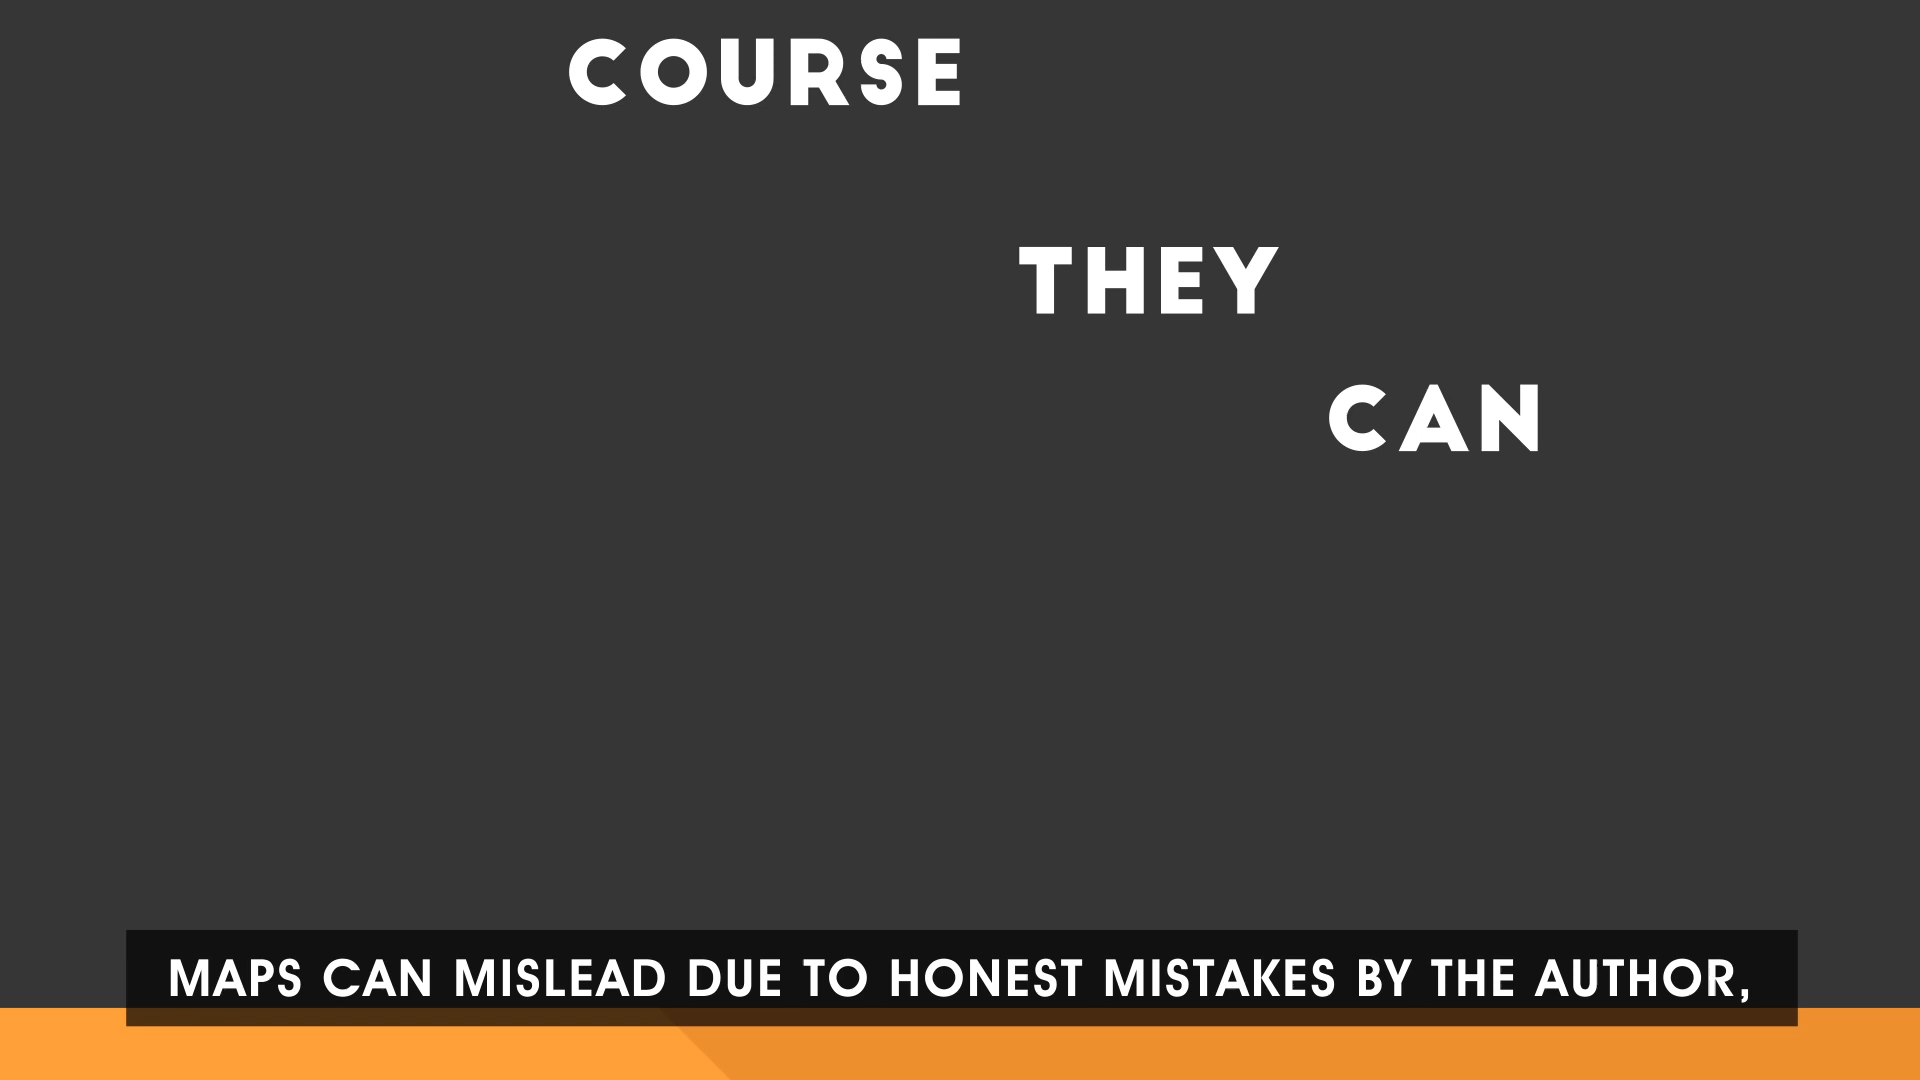 COURSE
THEY
CAN
MAPS CAN MISLEAD DUE TO HONEST MISTAKES BY THE AUTHOR,